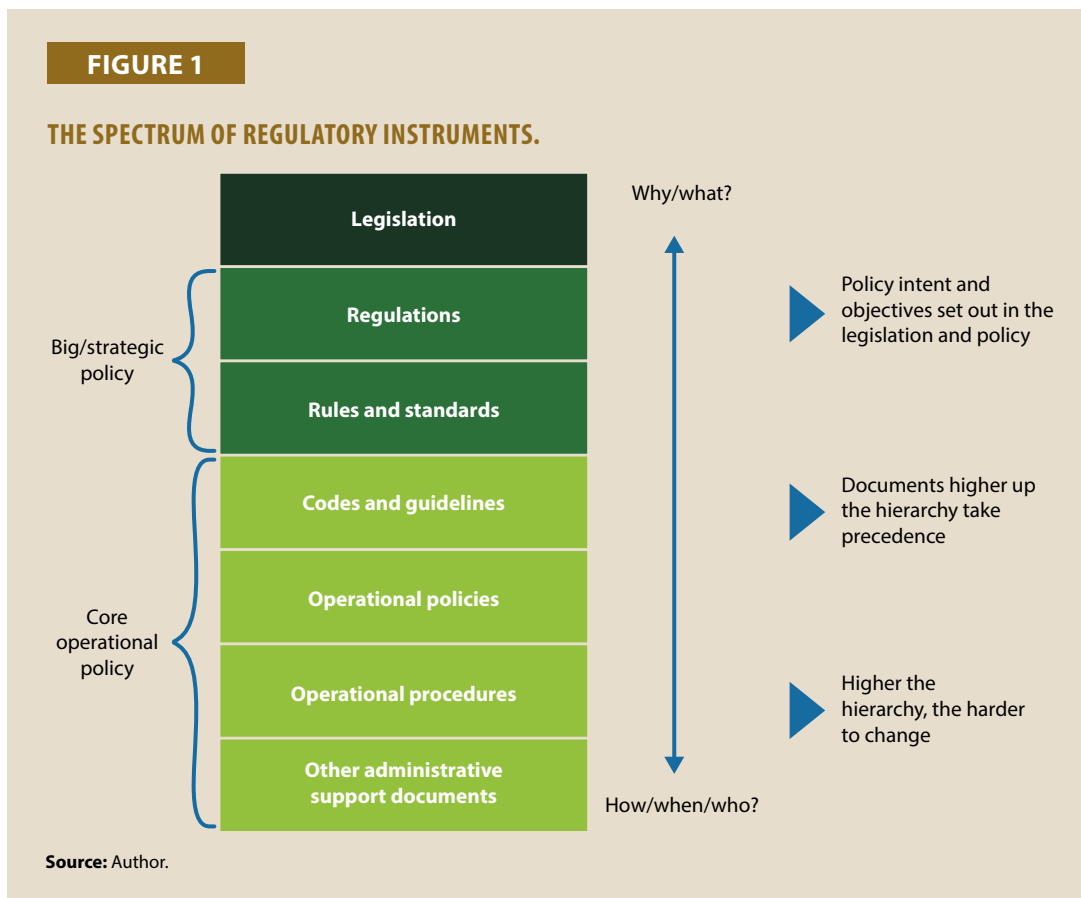 FIGURE 1
THE SPECTRUM OF REGULATORY INSTRUMENTS.
Big/strategic
policy
Core
operational
policy
Legislation
Regulations
Rules and standards
Codes and guidelines
Operational policies
Operational procedures
Other administrative
support documents
Why/what?
How/when/who?
Policy intent and
objectives set out in the
legislation and policy
Documents higher up
the hierarchy take
precedence
Higher the
hierarchy, the harder
to change
Source: Author.